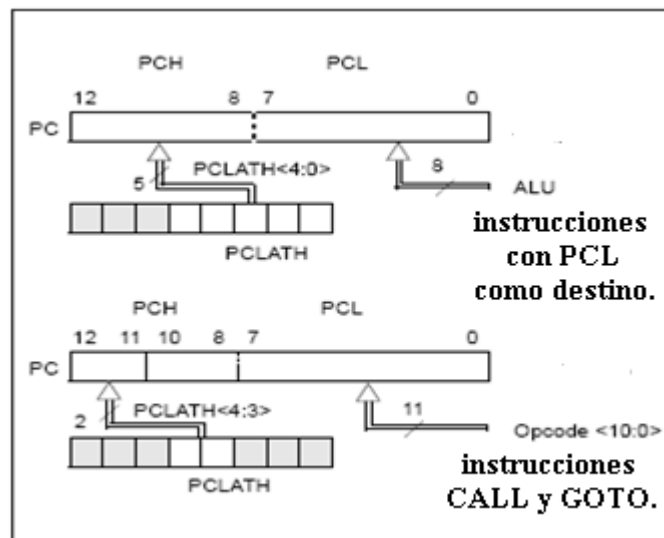 PCH PCL
12 8 7 0
PC
5 PCLATH<4:0> 8 ALU
PCLATH
instrucciones
con PCL
como destino.
PCH PCL
12 11 10 8 7 0
PC
2 PCLATH<4:3> 11 Opcode <10:0>
PCLATH
instrucciones
CALL y GOTO.